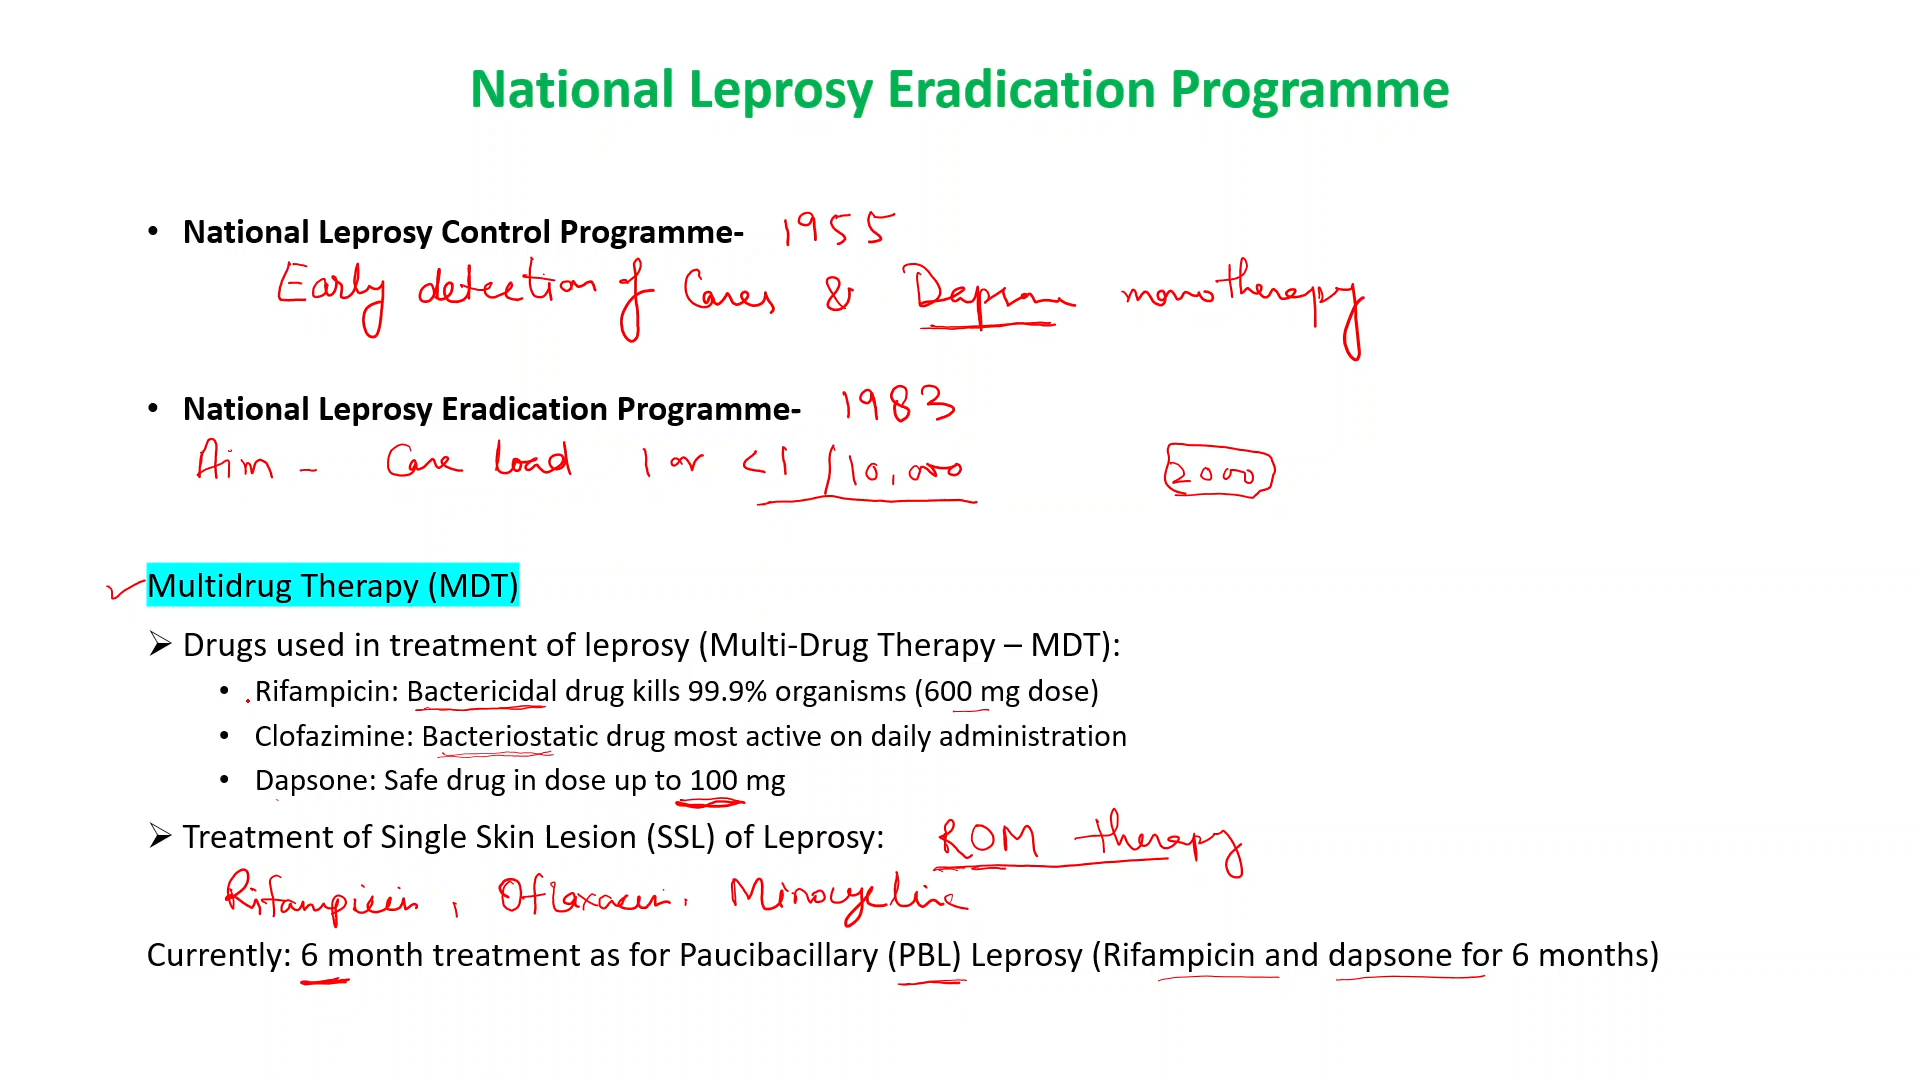 National Leprosy Eradication Programme
• National Leprosy Control Programme- 1955
Early detection of Cases & Dapsone monotherapy
• National Leprosy Eradication Programme- 1983
Aim - Case load 1 or <1 /10,000 2000
Multidrug Therapy (MDT)
➢ Drugs used in treatment of leprosy (Multi-Drug Therapy – MDT):
• Rifampicin: Bactericidal drug kills 99.9% organisms (600 mg dose)
• Clofazimine: Bacteriostatic drug most active on daily administration
• Dapsone: Safe drug in dose up to 100 mg
➢ Treatment of Single Skin Lesion (SSL) of Leprosy: ROM therapy
Rifampicin, Ofloxacin, Minocycline
Currently: 6 month treatment as for Paucibacillary (PBL) Leprosy (Rifampicin and dapsone for 6 months)